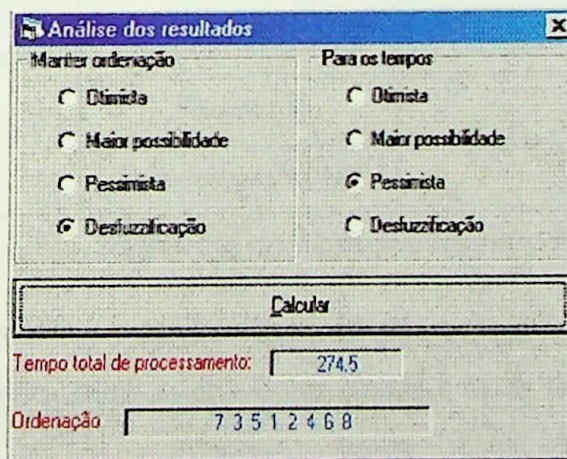 Análise dos resultados
Manter ordenação
Otimista
Maior possibilidade
Pessimista
Desfuzzificação
Para os tempos
Otimista
Maior possibilidade
Pessimista
Desfuzzificação
Calcular
Tempo total de processamento: 274.5
Ordenação 7 3 5 1 2 4 6 8